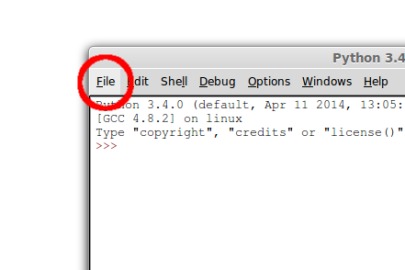 Python 3.4
File Edit Shell Debug Options Windows Help
Python 3.4.0 (default, Apr 11 2014, 13:05:
[GCC 4.8.2] on linux
Type "copyright", "credits" or "license()"
>>>